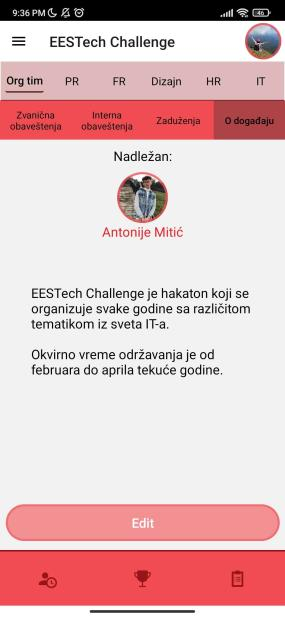 9:36 PM
46
EESTech Challenge
Org tim PR FR Dizajn HR IT
Zvanična
obaveštenja
Interna
obaveštenja
Zaduženja
O događaju
Nadležan:
Antonije Mitić
EESTech Challenge je hakaton koji se
organizuje svake godine sa različitom
tematikom iz sveta IT-a.
Okvirno vreme održavanja je od
februara do aprila tekuće godine.
Edit